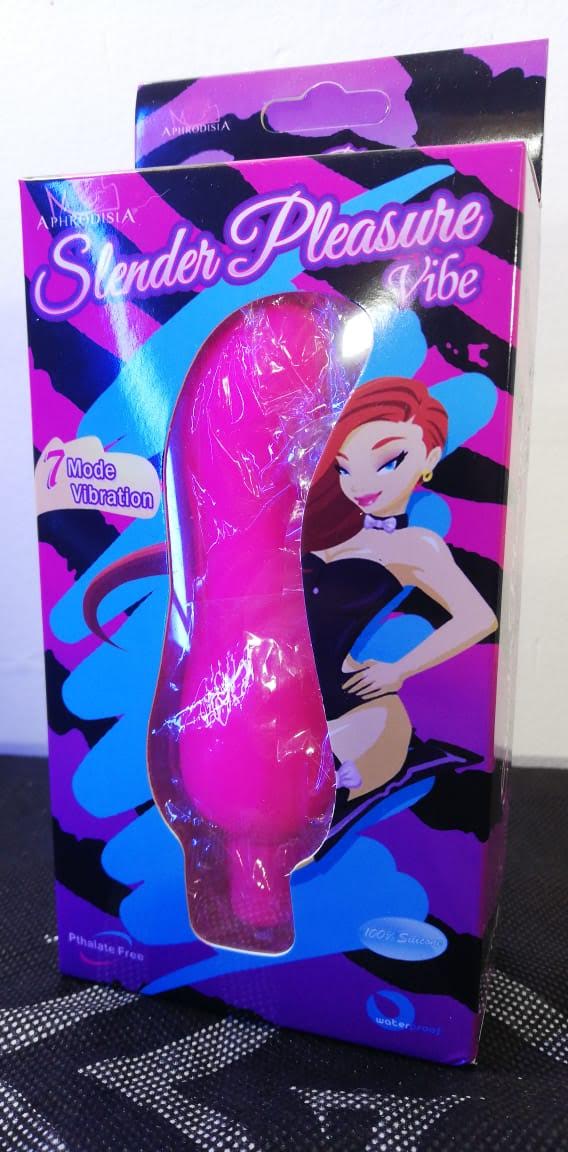 APHRODISIA
APHRODISIA®
Slender Pleasure
Vibe
7 Mode
Vibration
Pthalate Free
100% Silicone
waterproof